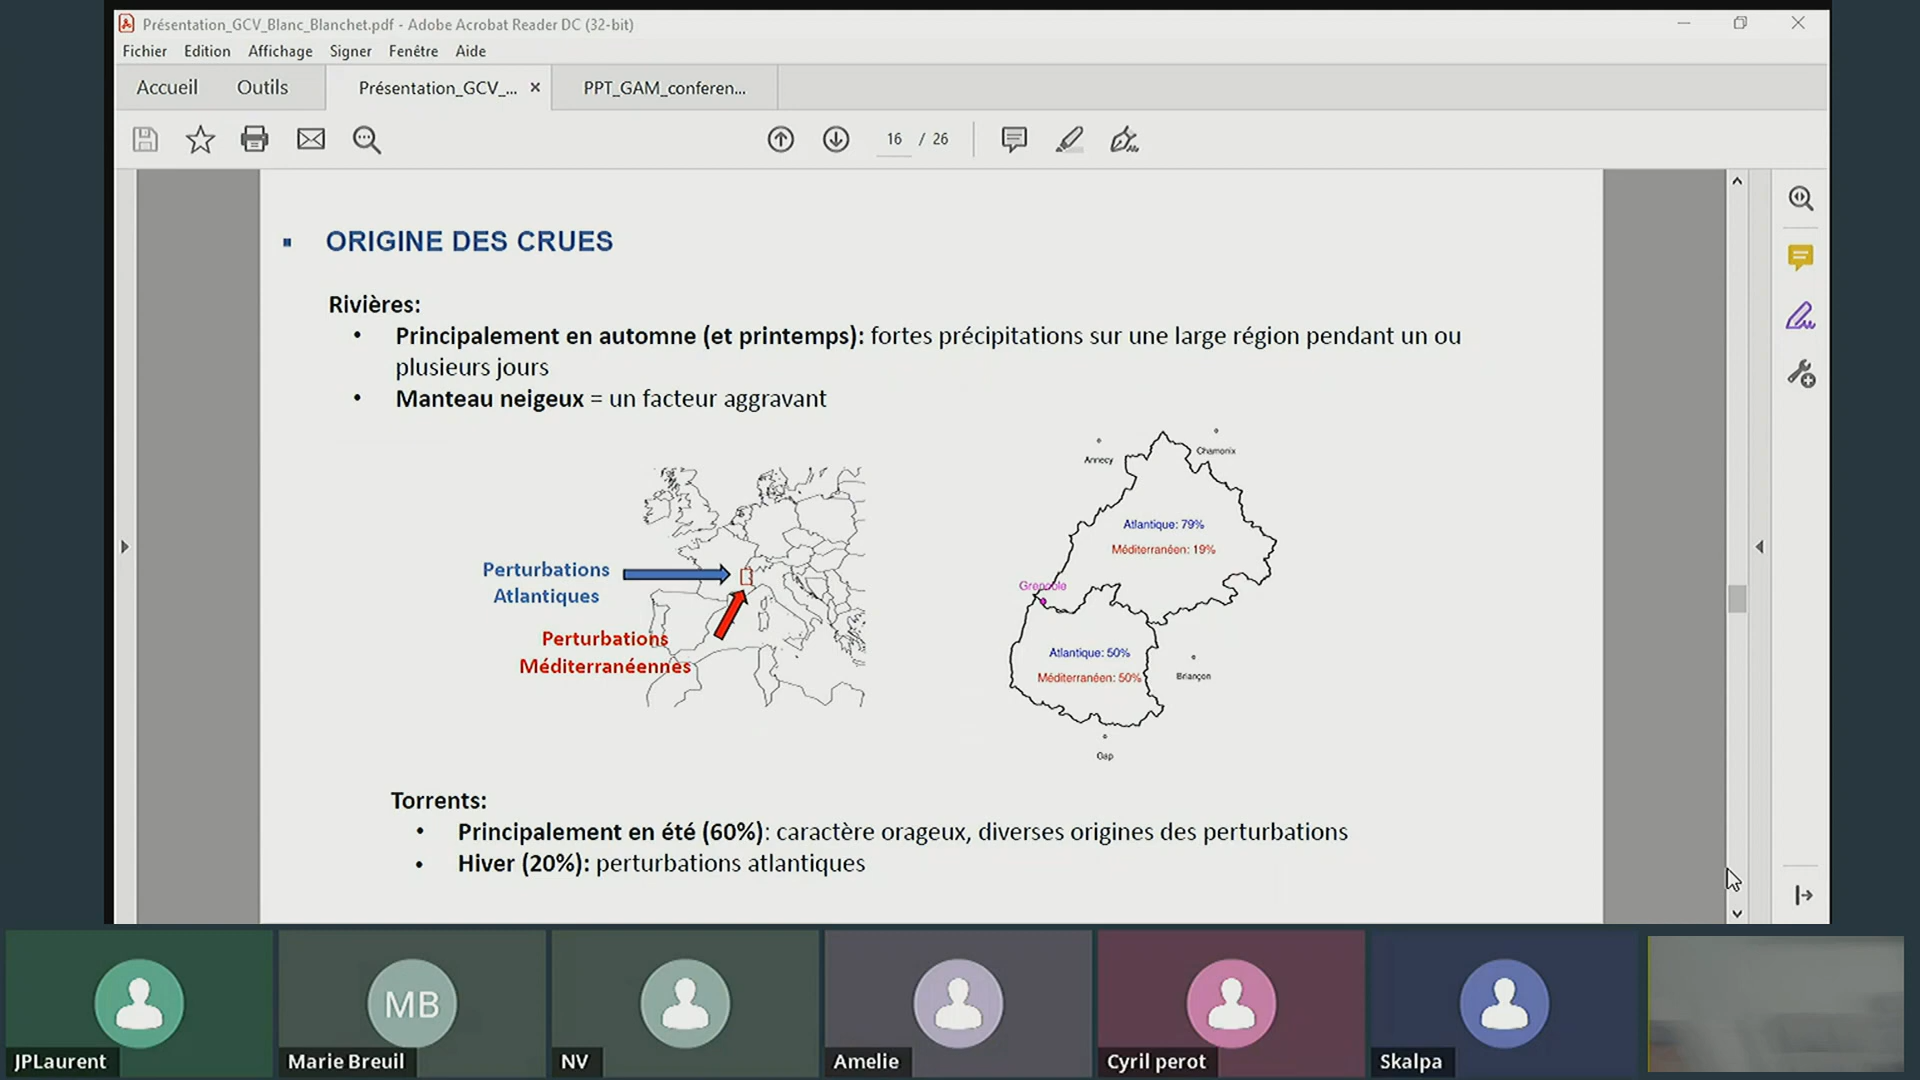 Présentation_GCV_Blanc_Blanchet.pdf - Adobe Acrobat Reader DC (32-bit)
Fichier Edition Affichage Signer Fenêtre Aide
Accueil Outils Présentation_GCV_... × PPT_GAM_conferen...
16 / 26
ORIGINE DES CRUES
Rivières:
• Principalement en automne (et printemps): fortes précipitations sur une large région pendant un ou
plusieurs jours
• Manteau neigeux = un facteur aggravant
Perturbations
Atlantiques
Perturbations
Méditerranéennes
Annecy
Chamonix
Atlantique: 79%
Méditerranéen: 19%
Grenoble
Atlantique: 50%
Méditerranéen: 50%
Briançon
Gap
Torrents:
• Principalement en été (60%): caractère orageux, diverses origines des perturbations
• Hiver (20%): perturbations atlantiques
MB
JPLaurent
Marie Breuil
NV
Amelie
Cyril perot
Skalpa